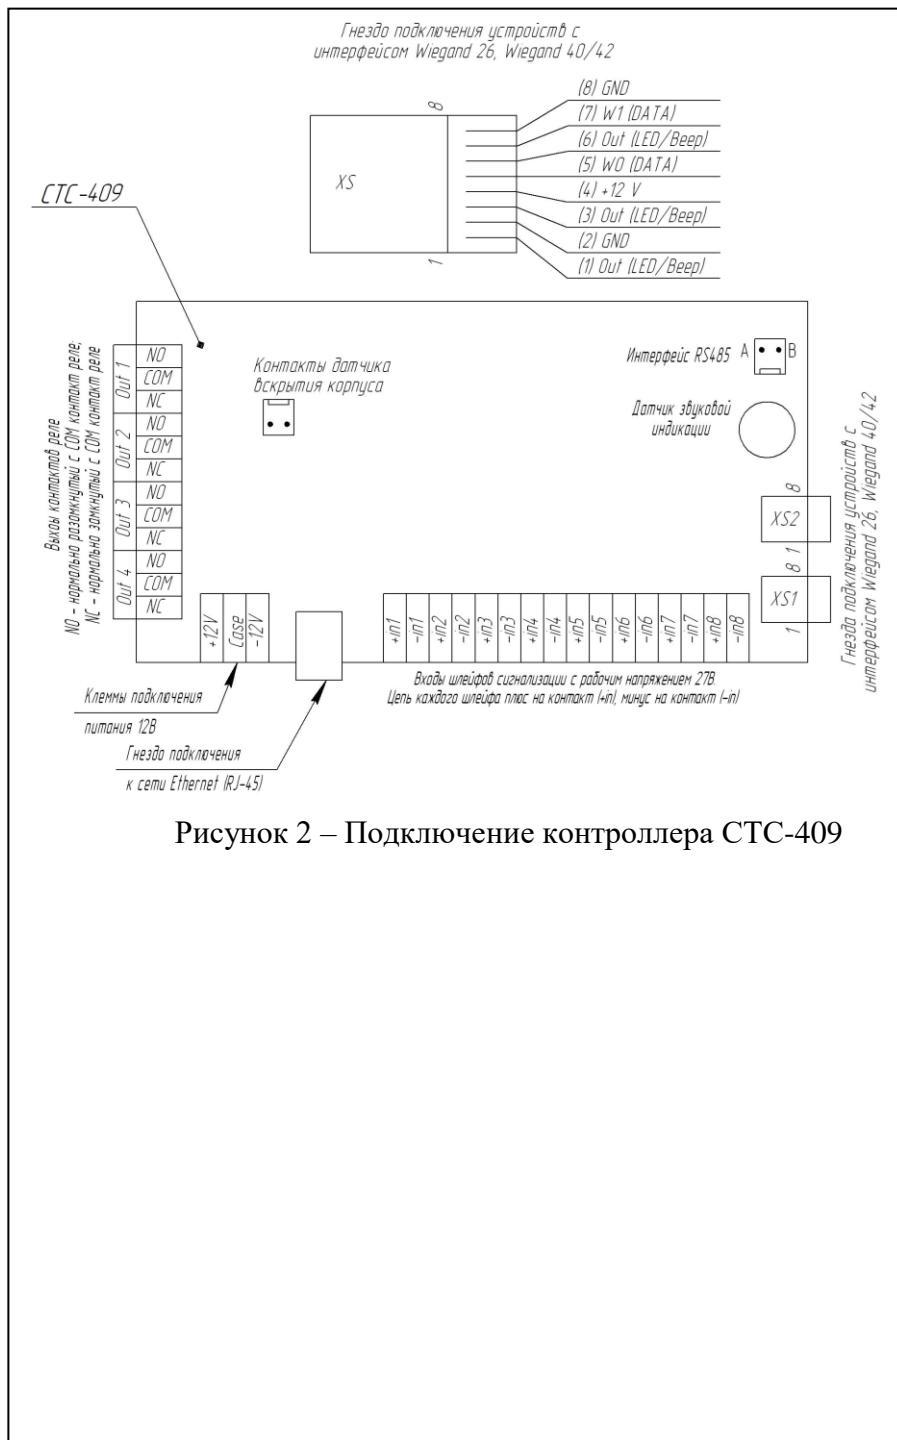 Гнездо подключения устройств с
интерфейсом Wiegand 26, Wiegand 40/42
(8) GND
(7) W1 (DATA)
(6) Out (LED/Beep)
(5) W0 (DATA)
(4) +12 V
(3) Out (LED/Beep)
(2) GND
(1) Out (LED/Beep)
8
XS
1
СТС-409
Выхоы контактов реле
NO – нормально разомкнутый с COM контакт реле;
NC – нормально замкнутый с COM контакт реле
Out 1
NO
COM
NC
Out 2
NO
COM
NC
Out 3
NO
COM
NC
Out 4
NO
COM
NC
Контакты датчика
вскрытия корпуса
Интерфейс RS485 A B
Датчик звуковой
индикации
8
XS2
1
8
XS1
1
Гнезда подключения устройств с
интерфейсом Wiegand 26, Wiegand 40/42
+12V
Case
-12V
+in1
-in1
+in2
-in2
+in3
-in3
+in4
-in4
+in5
-in5
+in6
-in6
+in7
-in7
+in8
-in8
Входы шлейфов сигнализации с рабочим напряжением 27В.
Цепь каждого шлейфа плюс на контакт (+in), минус на контакт (-in)
Клеммы подключения
питания 12В
Гнездо подключения
к сети Ethernet (RJ-45)
Рисунок 2 – Подключение контроллера СТС-409